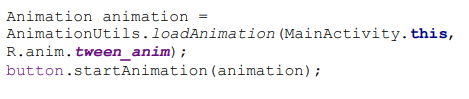 Animation animation =
AnimationUtils.loadAnimation(MainActivity.this,
R.anim.tween_anim);
button.startAnimation(animation);